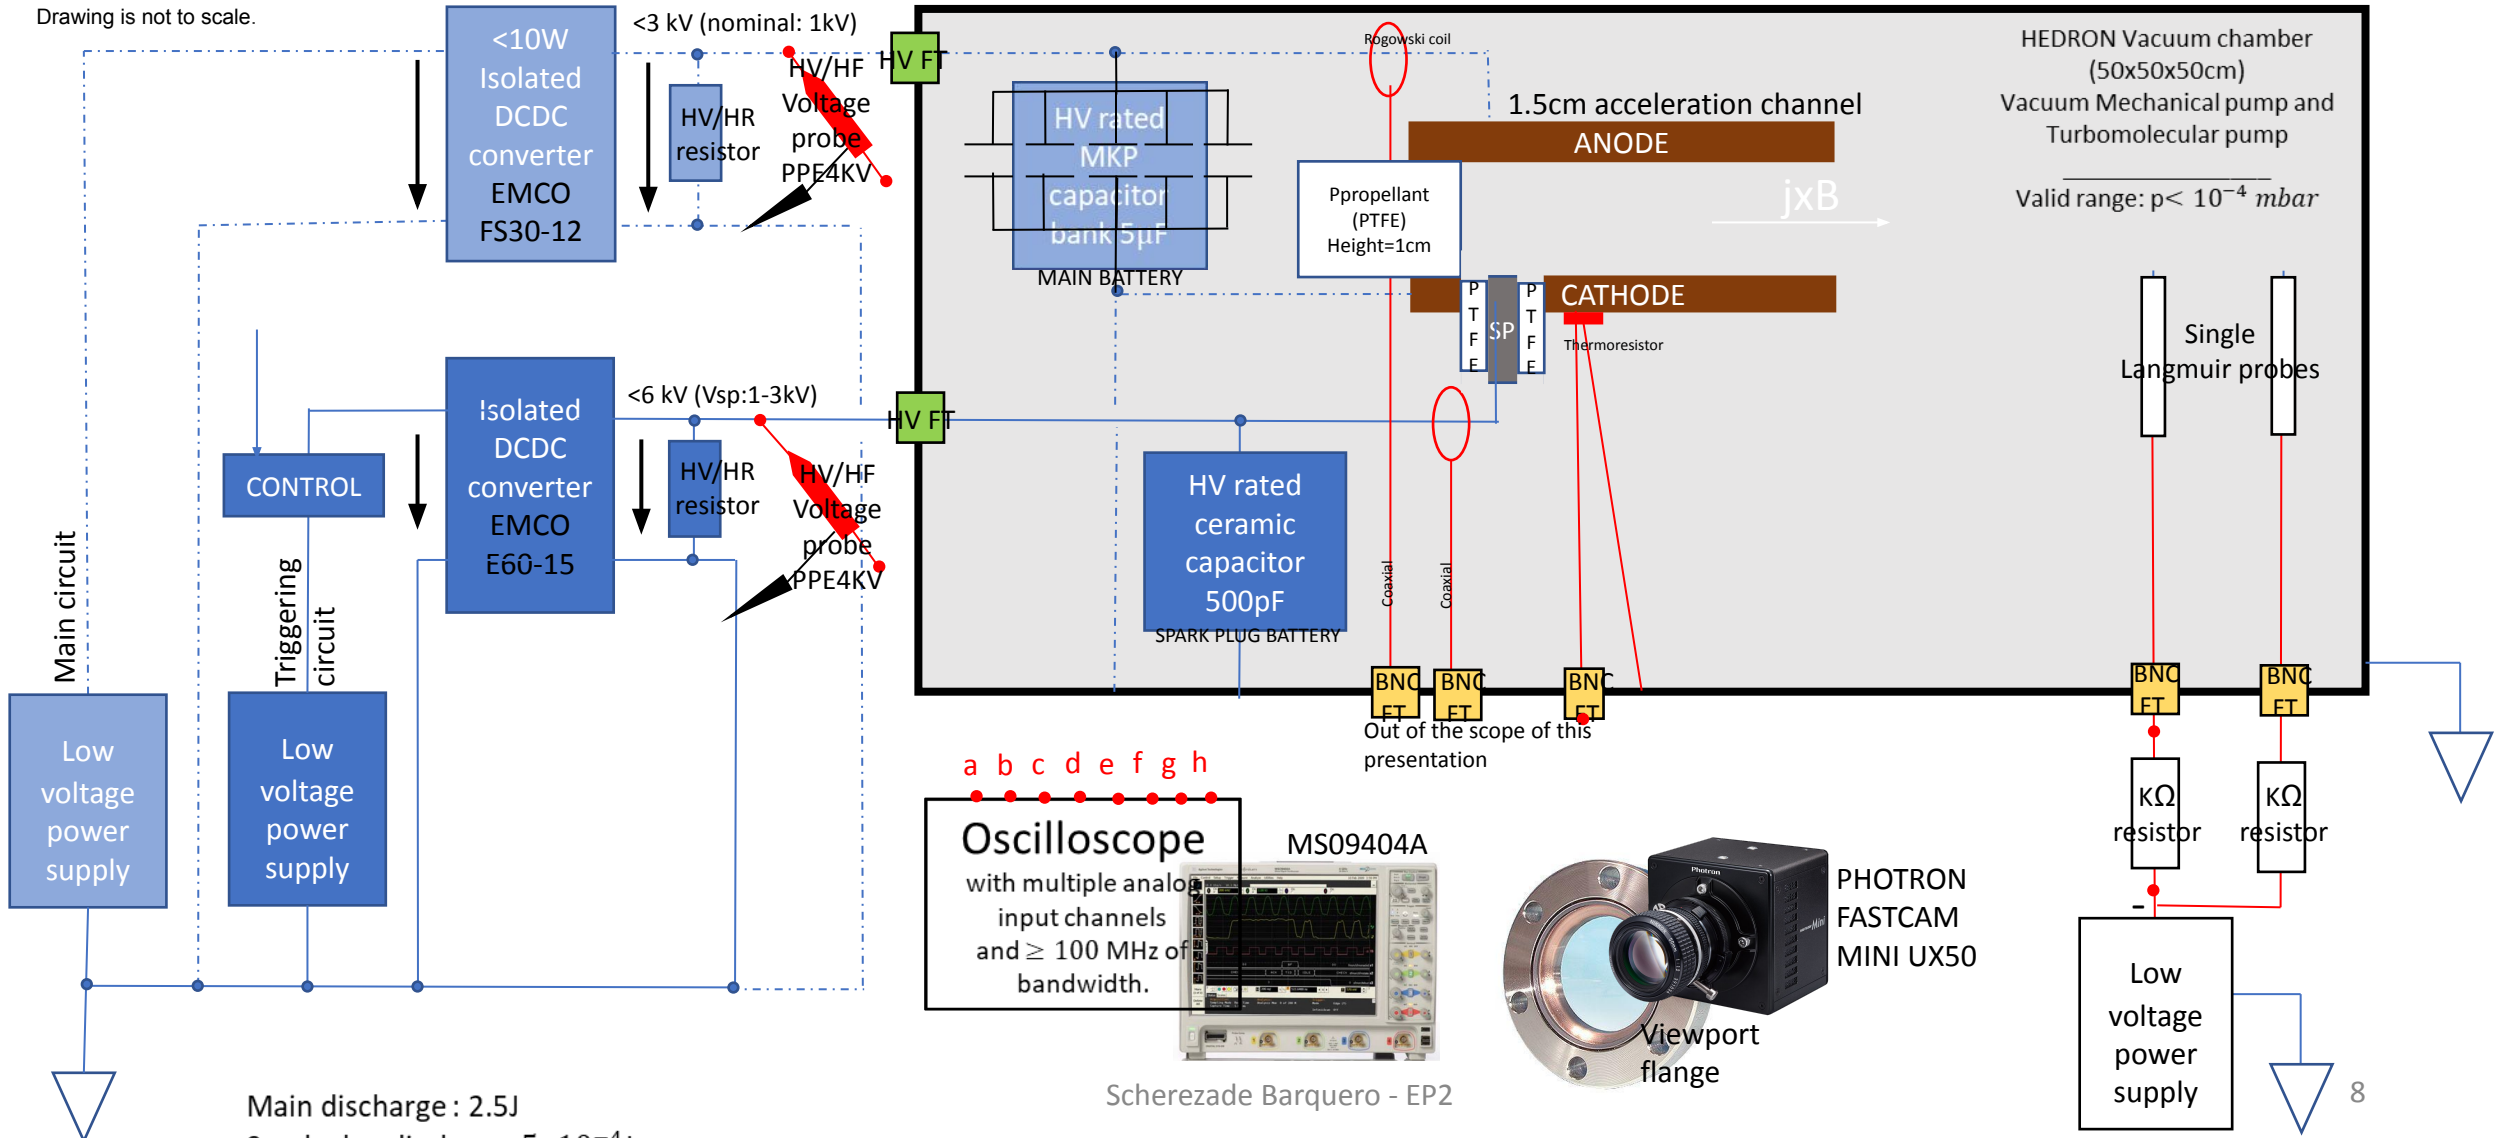 Drawing is not to scale.
<10W
Isolated
DCDC
converter
EMCO
FS30-12
<3 kV (nominal: 1kV)
HV/HR
resistor
HV/HF
Voltage
probe
PPE4KV
HV FT
HV rated
MKP
capacitor
bank 5μF
MAIN BATTERY
Rogowski coil
1.5cm acceleration channel
ANODE
Ppropellant
(PTFE)
Height=1cm
jxB
CATHODE
PTFE
SP
PTFE
Thermoresistor
HEDRON Vacuum chamber
(50x50x50cm)
Vacuum Mechanical pump and
Turbomolecular pump
Valid range: p< 10⁻⁴ mbar
Single
Langmuir probes
Main circuit
Triggering
circuit
CONTROL
Isolated
DCDC
converter
EMCO
E60-15
<6 kV (Vsp:1-3kV)
HV/HR
resistor
HV/HF
Voltage
probe
PPE4KV
HV FT
HV rated
ceramic
capacitor
500pF
SPARK PLUG BATTERY
Coaxial
Coaxial
BNC
FT
BNC
FT
BNC
FT
BNC
FT
BNC
FT
Out of the scope of this
presentation
Low
voltage
power
supply
Low
voltage
power
supply
a b c d e f g h
Oscilloscope
with multiple analog
input channels
and ≥ 100 MHz of
bandwidth.
MS09404A
Photron
Mini
PHOTRON
FASTCAM
MINI UX50
Viewport
flange
KΩ
resistor
KΩ
resistor
-
Low
voltage
power
supply
Main discharge : 2.5J
Scherezade Barquero - EP2
8